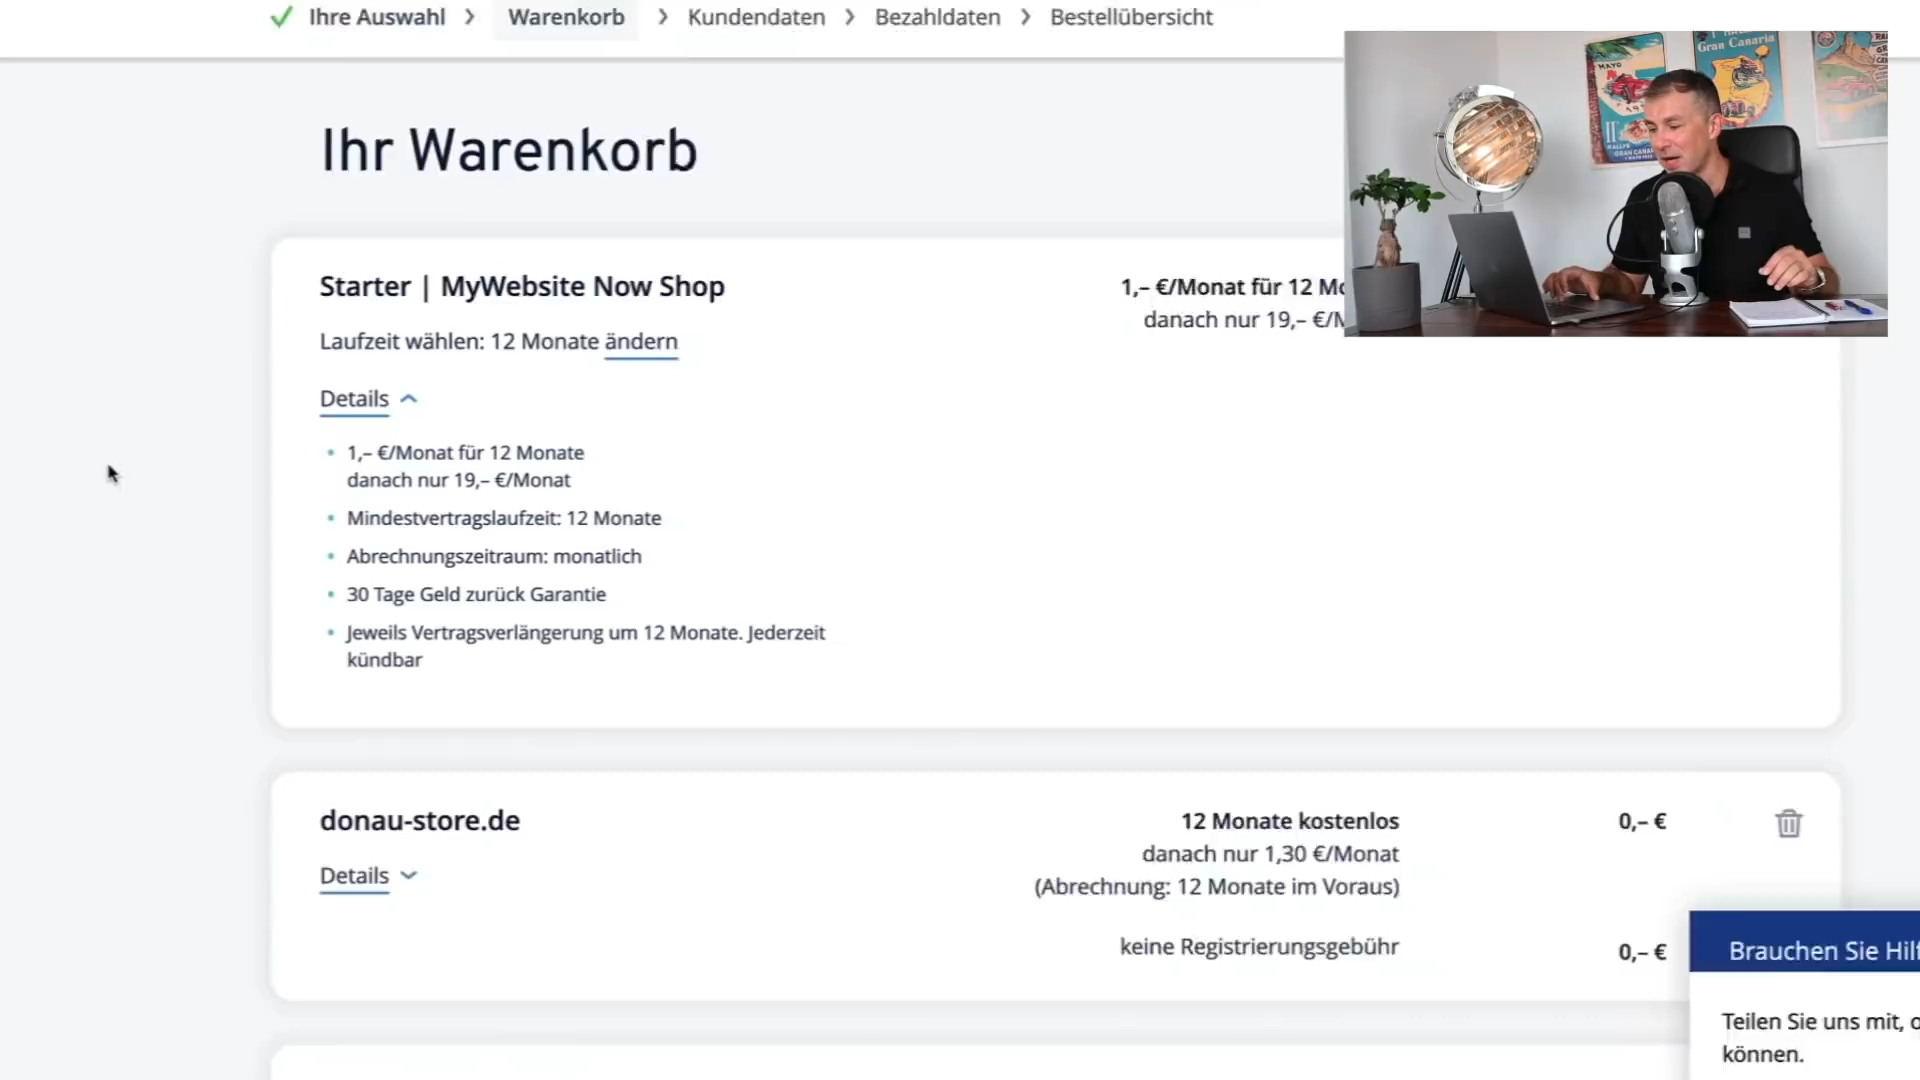 Ihre Auswahl
Warenkorb
Kundendaten
Bezahldaten
Bestellübersicht
Ihr Warenkorb
Starter | MyWebsite Now Shop
1,– €/Monat für 12
danach nur 19,–
Laufzeit wählen: 12 Monate ändern
Details
1,– €/Monat für 12 Monate
danach nur 19,– €/Monat
Mindestvertragslaufzeit: 12 Monate
Abrechnungszeitraum: monatlich
30 Tage Geld zurück Garantie
Jeweils Vertragsverlängerung um 12 Monate. Jederzeit
kündbar
donau-store.de
12 Monate kostenlos
0,– €
danach nur 1,30 €/Monat
Details
(Abrechnung: 12 Monate im Voraus)
keine Registrierungsgebühr
0,– €
Brauchen Sie
Teilen Sie uns mit,
können.
Gran Canaria
MAYO
GRAN